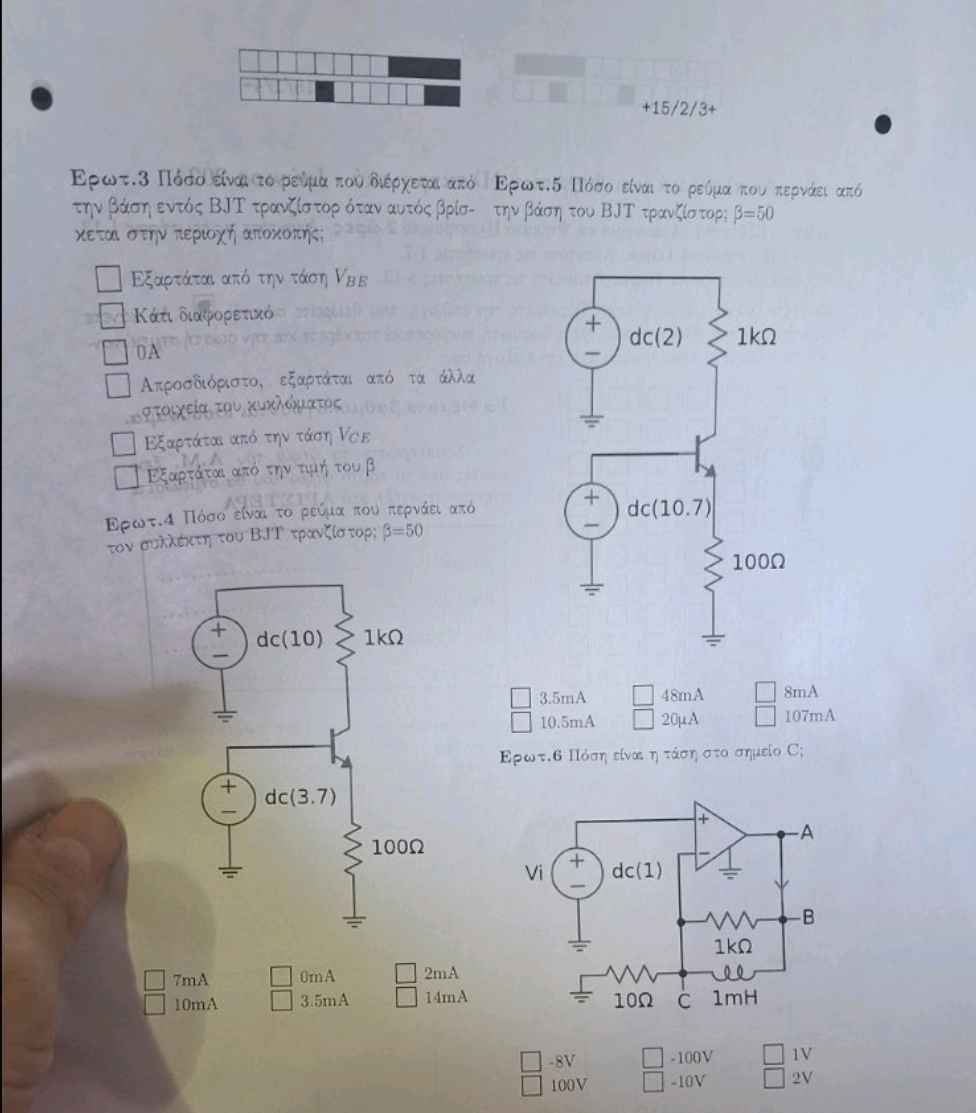 +15/2/3+
Ερωτ.3 Πόσο είναι το ρεύμα που διέρχεται από
την βάση εντός BJT τρανζίστορ όταν αυτός βρίσ-
κεται στην περιοχή αποκοπής;
Εξαρτάται από την τάση VBE
Κάτι διαφορετικό
0A
Απροσδιόριστο, εξαρτάται από τα άλλα
στοιχεία του κυκλώματος
Εξαρτάται από την τάση VCE
Εξαρτάται από την τιμή του β
Ερωτ.4 Πόσο είναι το ρεύμα που περνάει από
τον συλλέκτη του BJT τρανζίστορ; β=50
dc(10) 1kΩ
dc(3.7)
100Ω
7mA 0mA 2mA
10mA 3.5mA 14mA
Ερωτ.5 Πόσο είναι το ρεύμα που περνάει από
την βάση του BJT τρανζίστορ; β=50
dc(2) 1kΩ
dc(10.7)
100Ω
3.5mA 48mA 8mA
10.5mA 20μA 107mA
Ερωτ.6 Πόση είναι η τάση στο σημείο C;
A
Vi dc(1)
B
1kΩ
10Ω C 1mH
-8V -100V 1V
100V -10V 2V